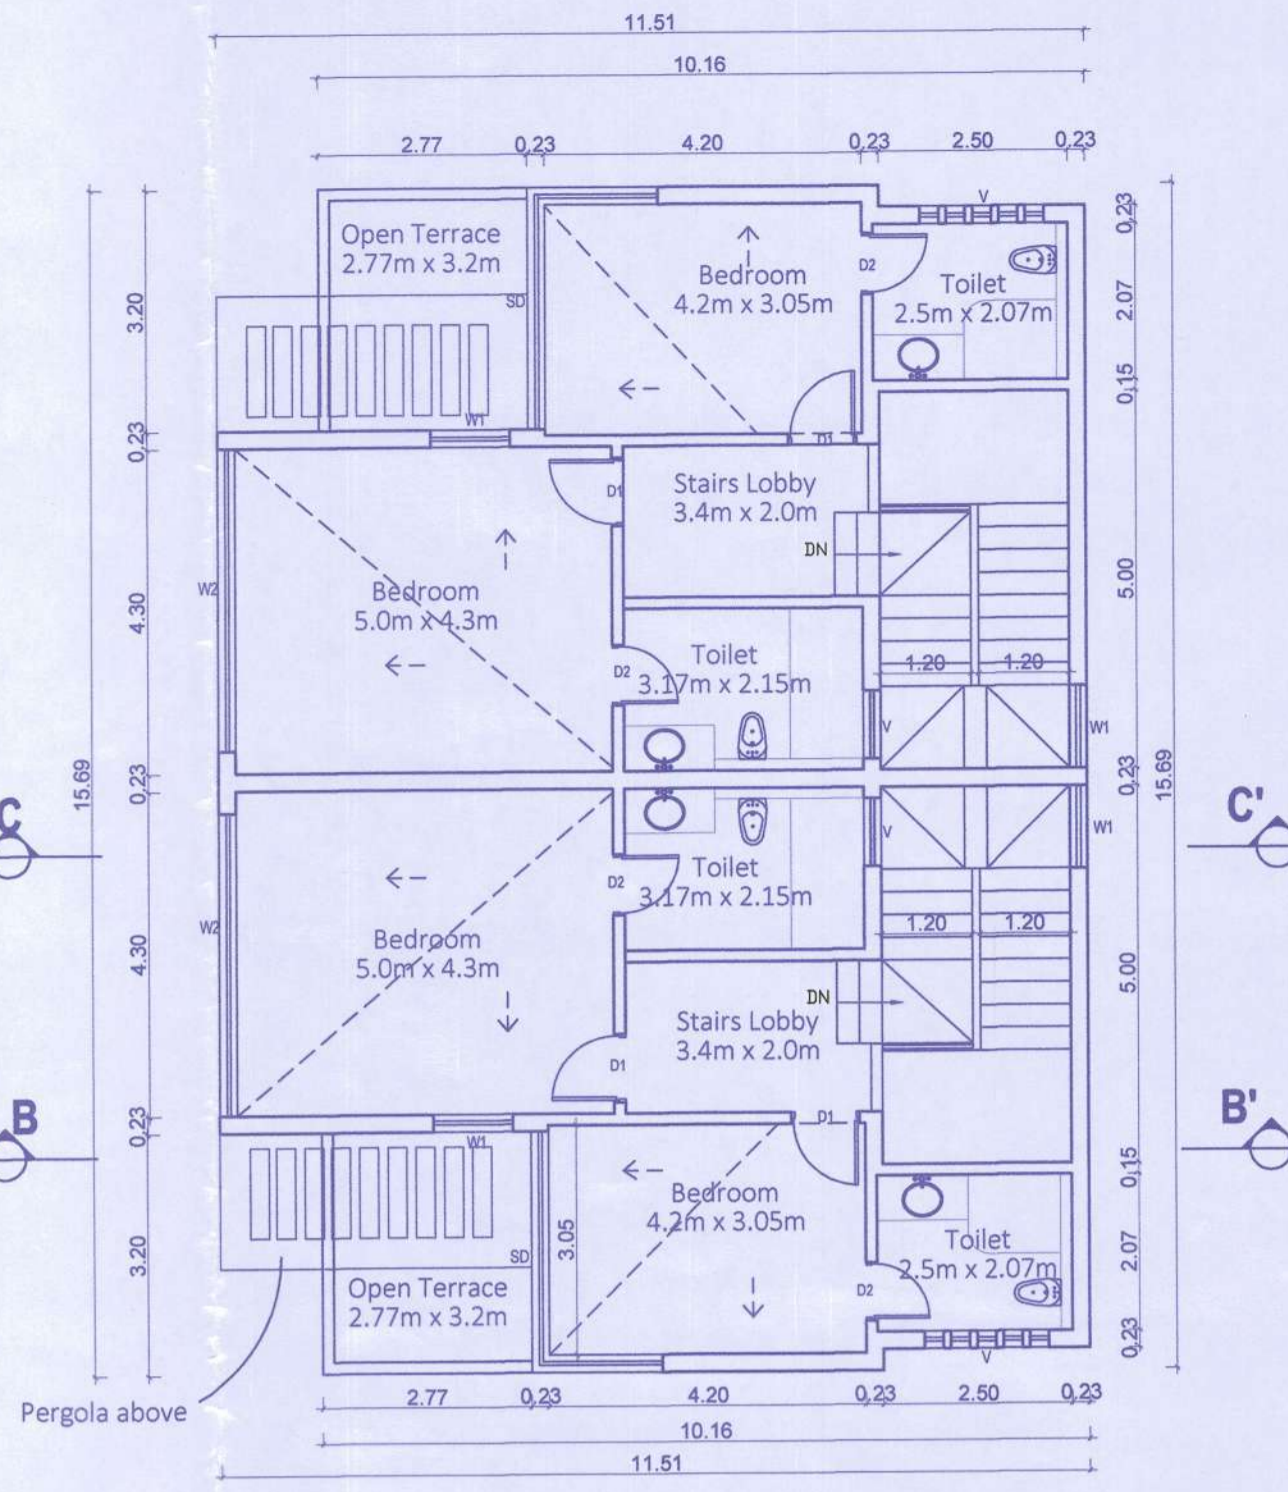 11.51
10.16
2.77 0,23 4.20 0,23 2.50 0,23
V
Open Terrace
2.77m x 3.2m
Bedroom
4.2m x 3.05m
D2
Toilet
2.5m x 2.07m
SD
0,23
3.20
2.07
W1
D1
0,15
0,23
D1
Stairs Lobby
3.4m x 2.0m
DN
W2
Bedroom
5.0m x 4.3m
4.30
5.00
Toilet
D2 3.17m x 2.15m
1.20 1.20
V
W1
15.69
0,23
0,23
15.69
C
C'
V
W1
D2
Toilet
3.17m x 2.15m
W2
Bedroom
5.0m x 4.3m
4.30
1.20 1.20
5.00
DN
Stairs Lobby
3.4m x 2.0m
D1
B
B'
0,23
D1
W1
0,15
Bedroom
4.2m x 3.05m
3.05
3.20
SD
Toilet
2.5m x 2.07m
2.07
D2
Open Terrace
2.77m x 3.2m
0,23
V
2.77 0,23 4.20 0,23 2.50 0,23
Pergola above
10.16
11.51